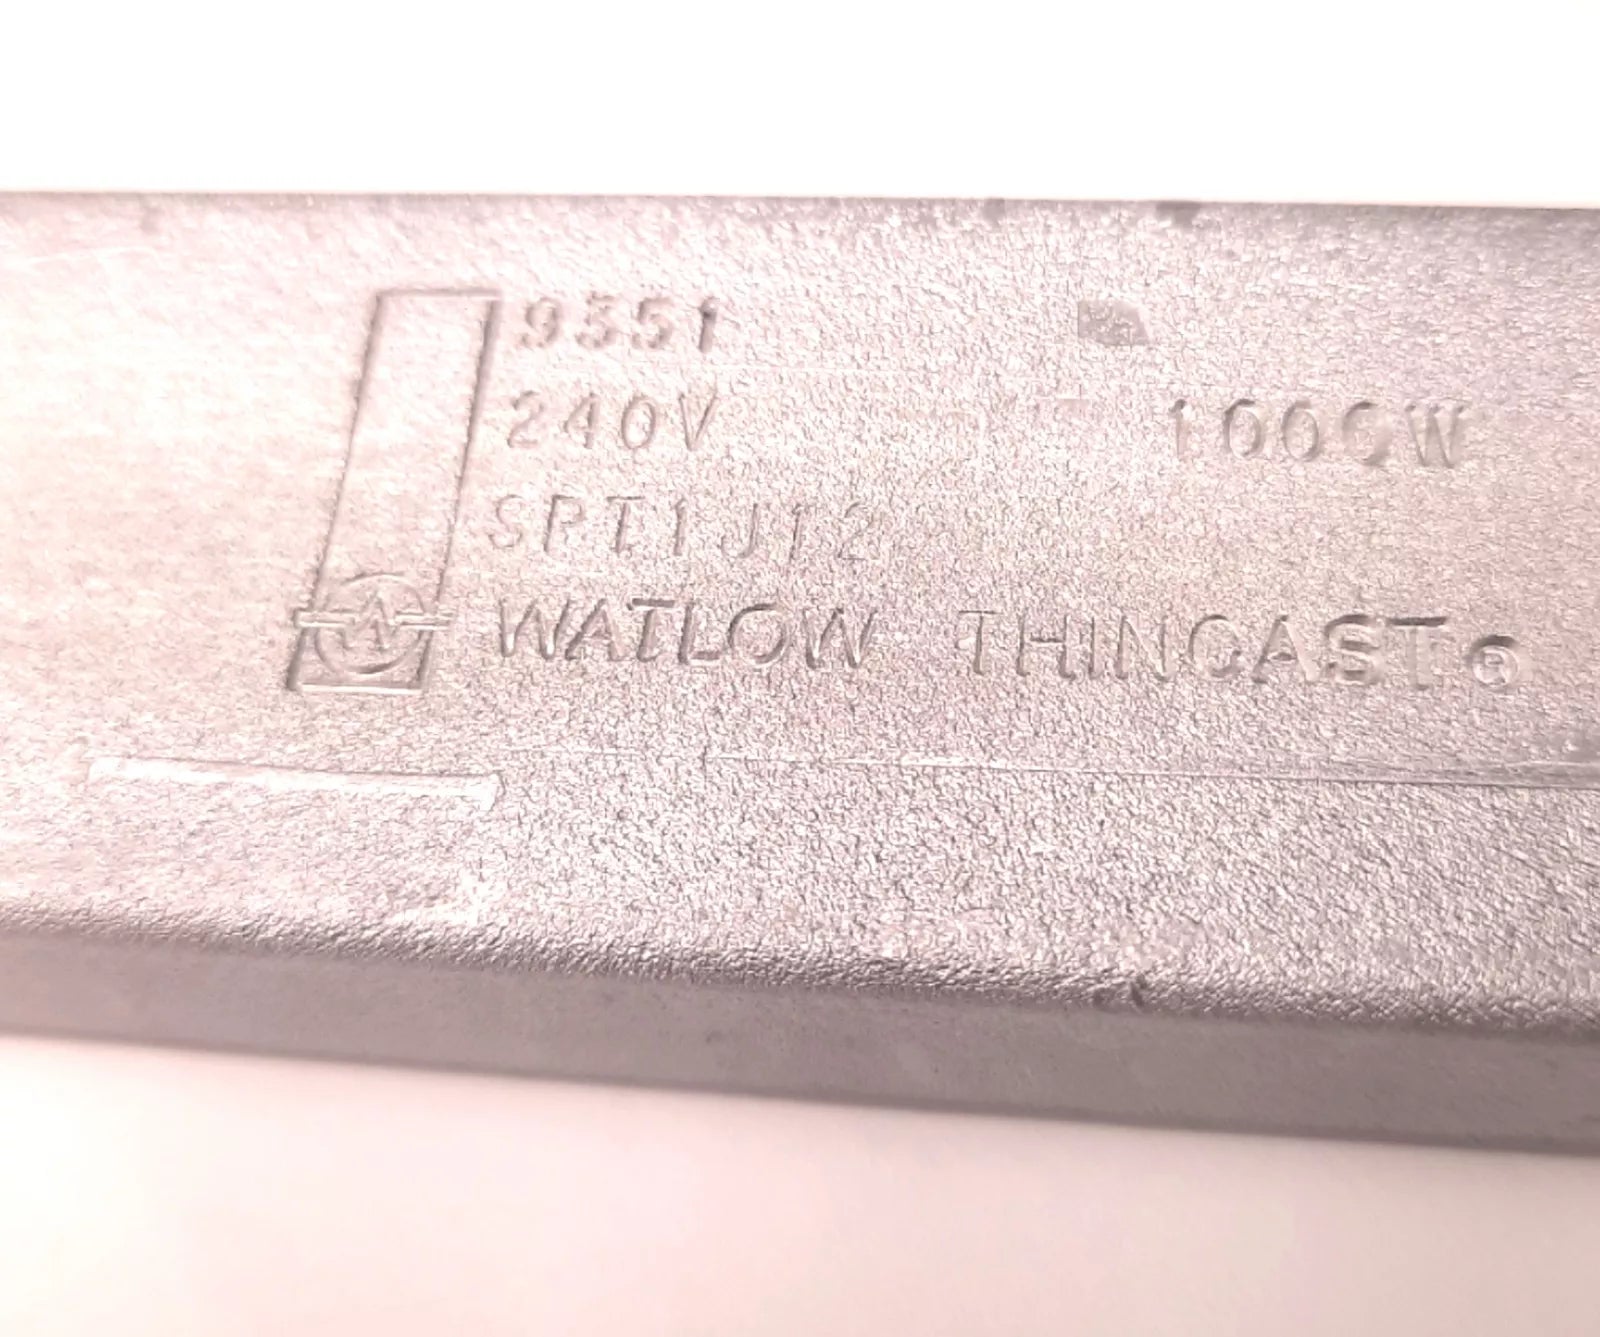 9351
240V 1000W
SPT1J12
WATLOW THINCAST®